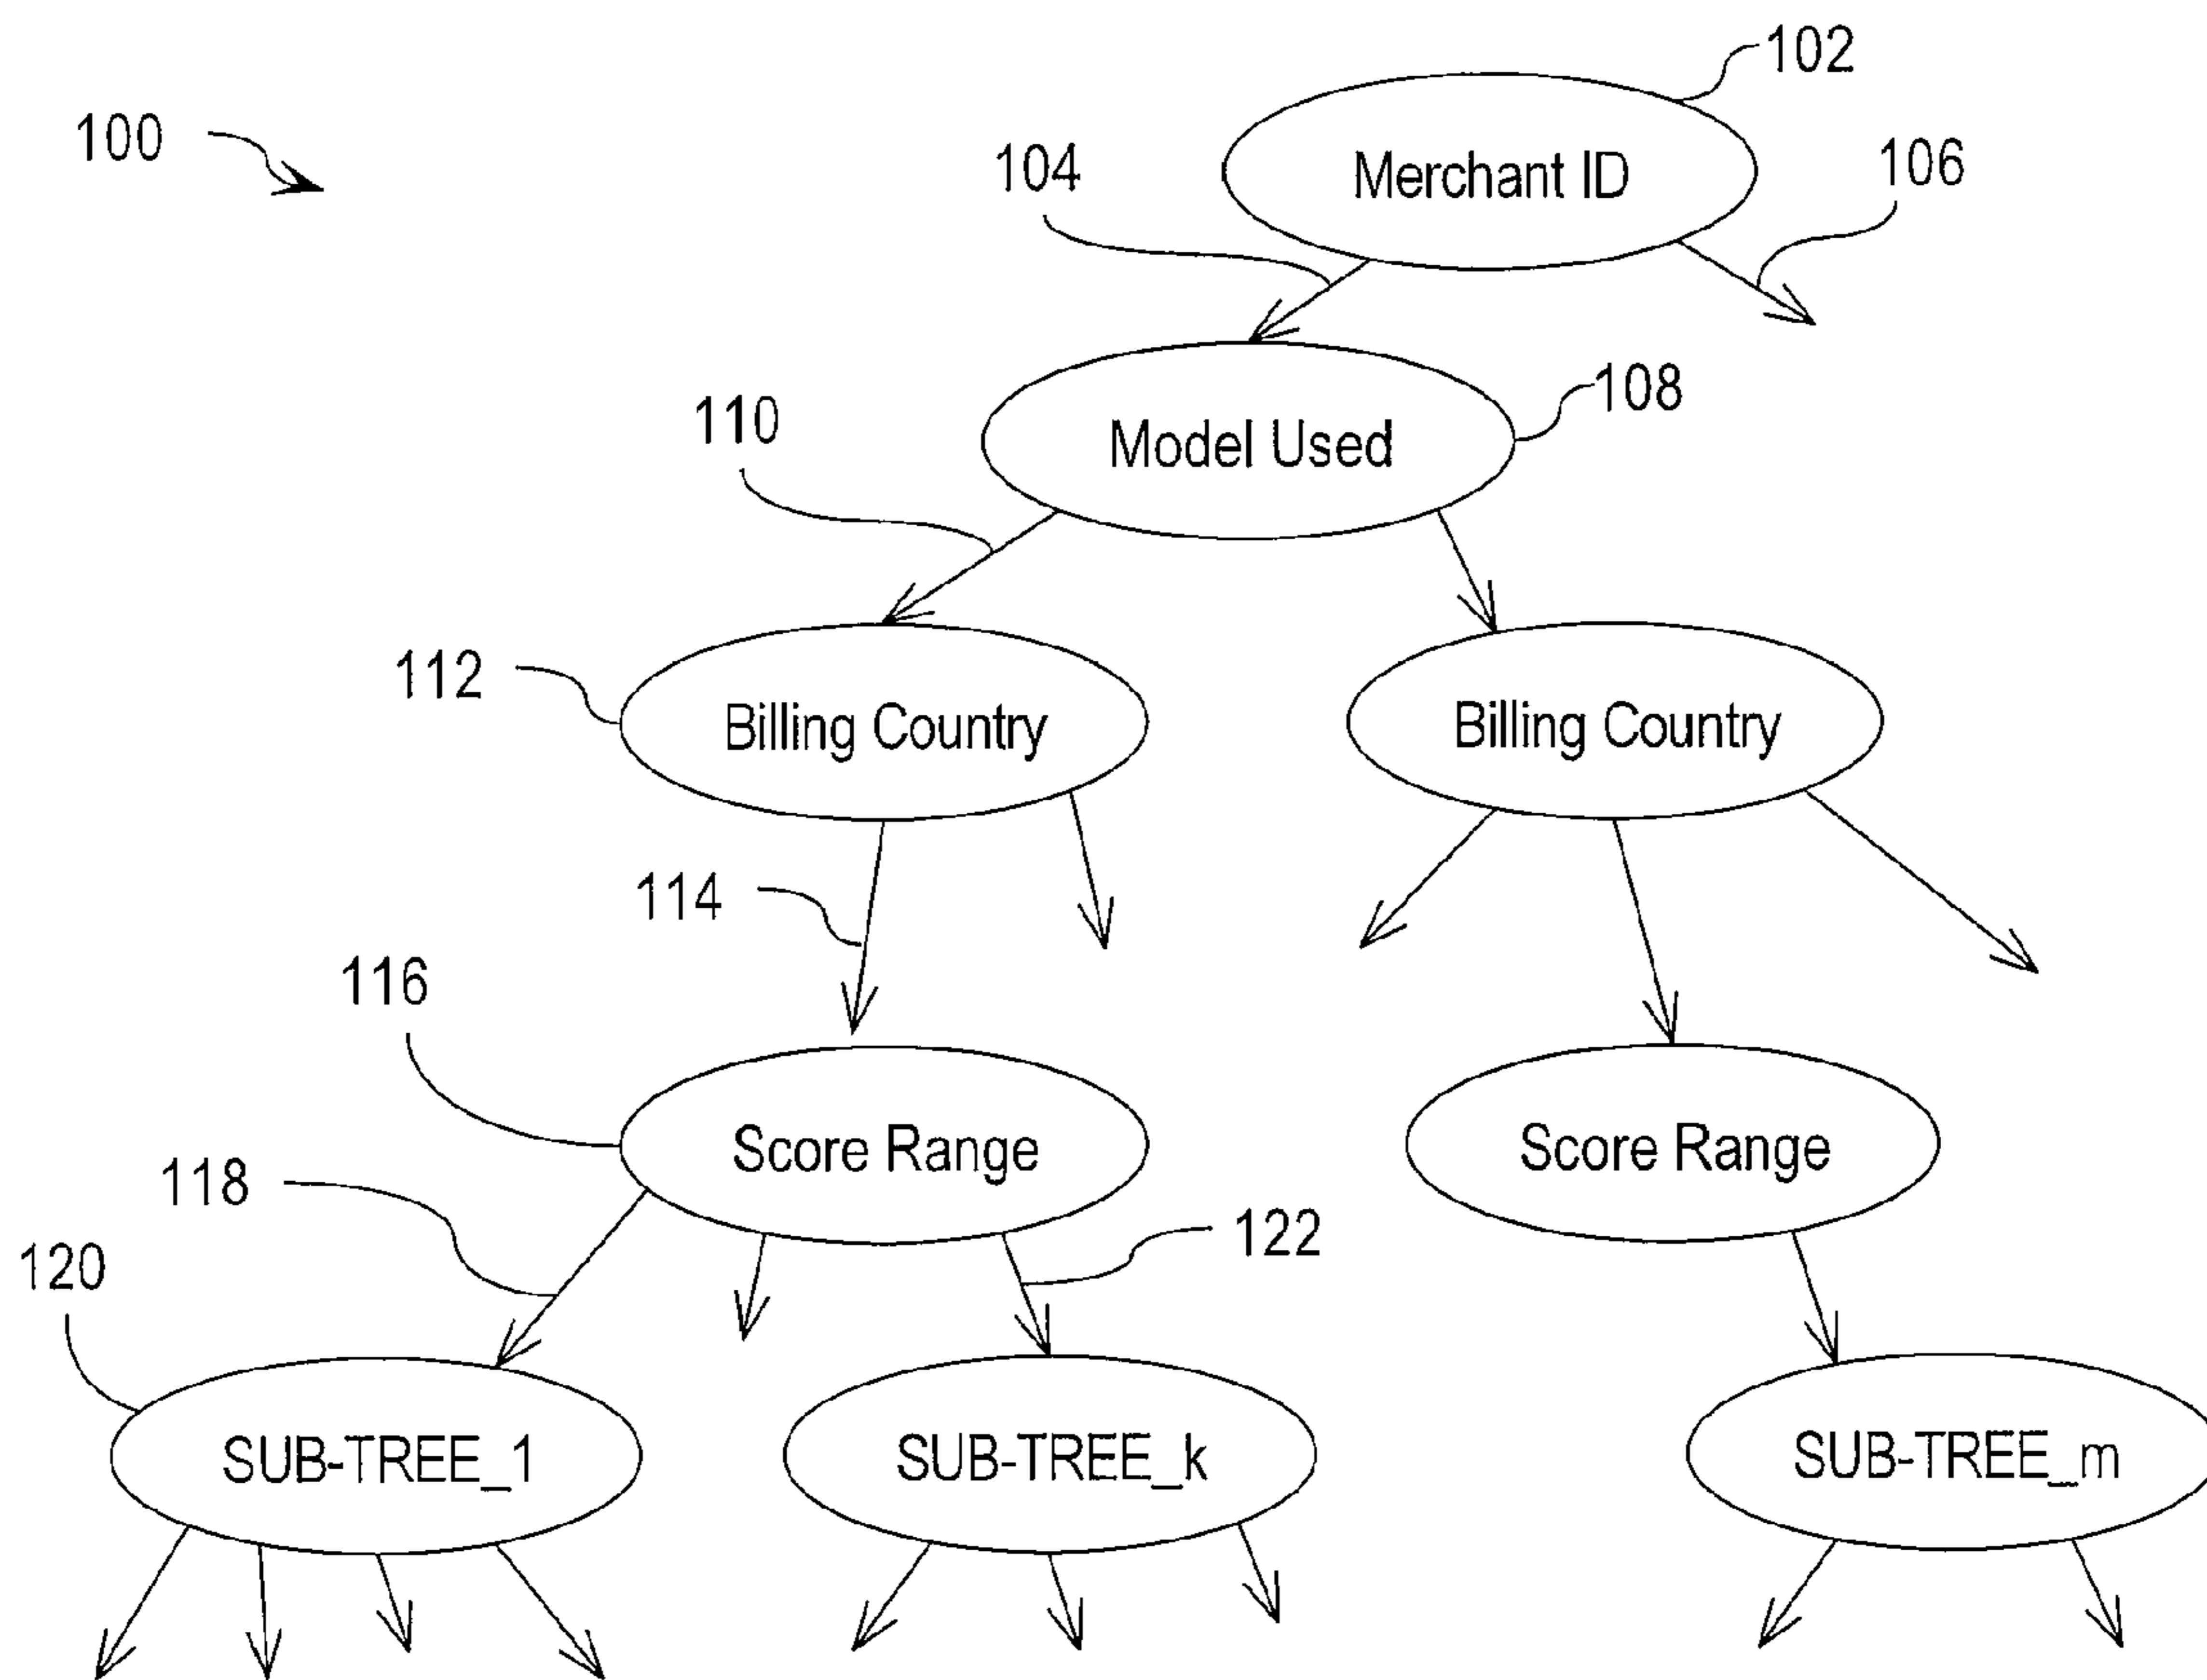 102
100
104
Merchant ID
106
108
110
Model Used
112
Billing Country
Billing Country
114
116
Score Range
Score Range
118
122
120
SUB-TREE_1
SUB-TREE_k
SUB-TREE_m